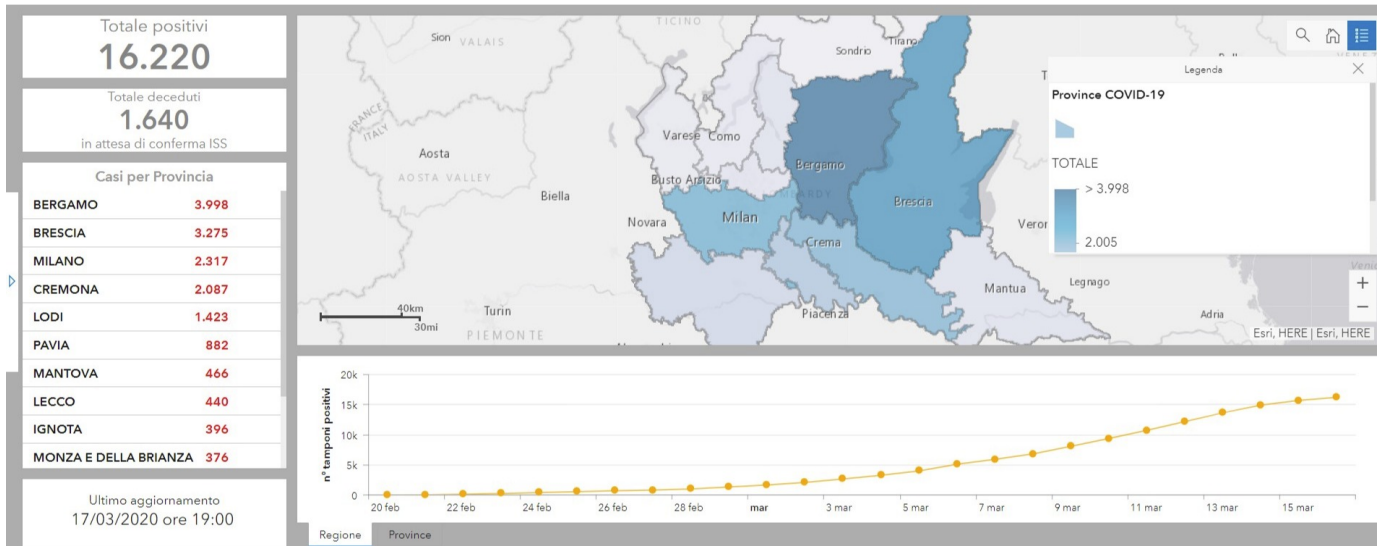 Totale positivi
16.220
Totale deceduti
1.640
in attesa di conferma ISS
Casi per Provincia
BERGAMO 3.998
BRESCIA 3.275
MILANO 2.317
CREMONA 2.087
LODI 1.423
PAVIA 882
MANTOVA 466
LECCO 440
IGNOTA 396
MONZA E DELLA BRIANZA 376
Ultimo aggiornamento
17/03/2020 ore 19:00
TICINO
Sion VALAIS
Sondrio Tirano
FRANCE
ITALY
Aosta
AOSTA VALLEY
Biella
Varese Como
Busto Arsizio
Bergamo
Novara
Milan
Brescia
Crema
Mantua
Legnago
Adria
Turin
PIEMONTE
Piacenza
40km
30mi
Legenda
Province COVID-19
TOTALE
> 3.998
2.005
+
−
Esri, HERE | Esri, HERE
n° tamponi positivi
20k
15k
10k
5k
0
20 feb 22 feb 24 feb 26 feb 28 feb mar 3 mar 5 mar 7 mar 9 mar 11 mar 13 mar 15 mar
Regione Province